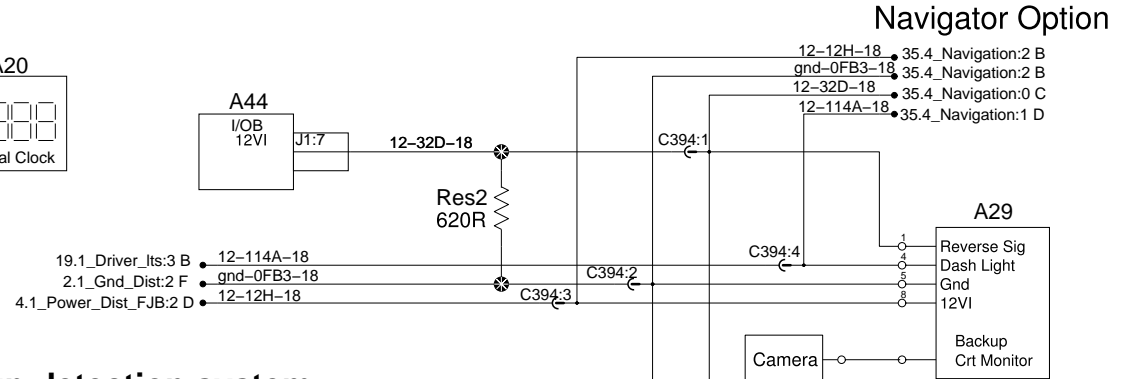 Navigator Option
12-12H-18 35.4_Navigation:2 B
gnd-0FB3-18 35.4_Navigation:2 B
12-32D-18 35.4_Navigation:0 C
12-114A-18 35.4_Navigation:1 D
A20
al Clock
A44
I/OB
12VI
J1:7
12-32D-18
C394:1
Res2
620R
A29
19.1_Driver_lts:3 B 12-114A-18
2.1_Gnd_Dist:2 F gnd-0FB3-18
4.1_Power_Dist_FJB:2 D 12-12H-18
C394:4
C394:2
C394:3
1 Reverse Sig
4 Dash Light
5 Gnd
8 12VI
Camera
Backup
Crt Monitor
system